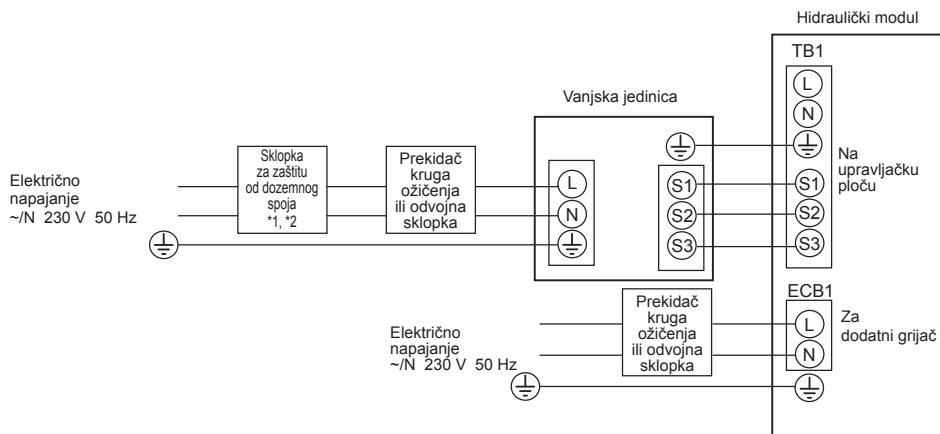 Hidraulički modul
TB1
L
N
Na
upravljačku
ploču
S1
S2
S3
Vanjska jedinica
L
N
S1
S2
S3
Sklopka
za zaštitu
od dozemnog
spoja
*1, *2
Prekidač
kruga
ožičenja
ili odvojna
sklopka
Električno
napajanje
~/N 230 V 50 Hz
ECB1
L
N
Za
dodatni grijač
Prekidač
kruga
ožičenja
ili odvojna
sklopka
Električno
napajanje
~/N 230 V 50 Hz